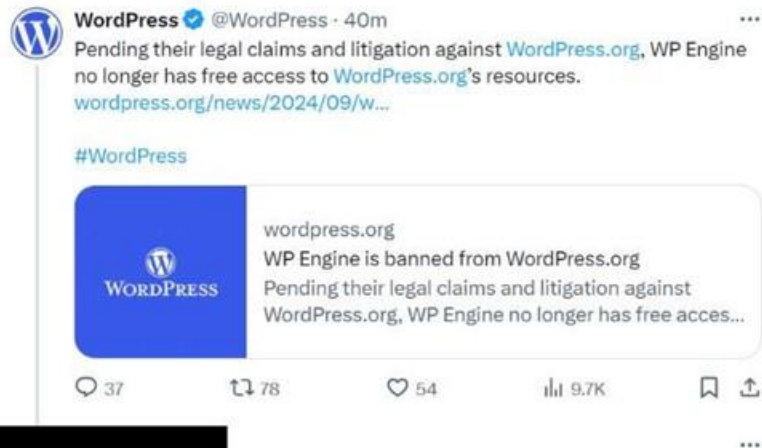 WordPress @WordPress · 40m
Pending their legal claims and litigation against WordPress.org, WP Engine
no longer has free access to WordPress.org's resources.
wordpress.org/news/2024/09/w...
#WordPress
WORDPRESS
wordpress.org
WP Engine is banned from WordPress.org
Pending their legal claims and litigation against
WordPress.org, WP Engine no longer has free acces...
37 78 54 9.7K